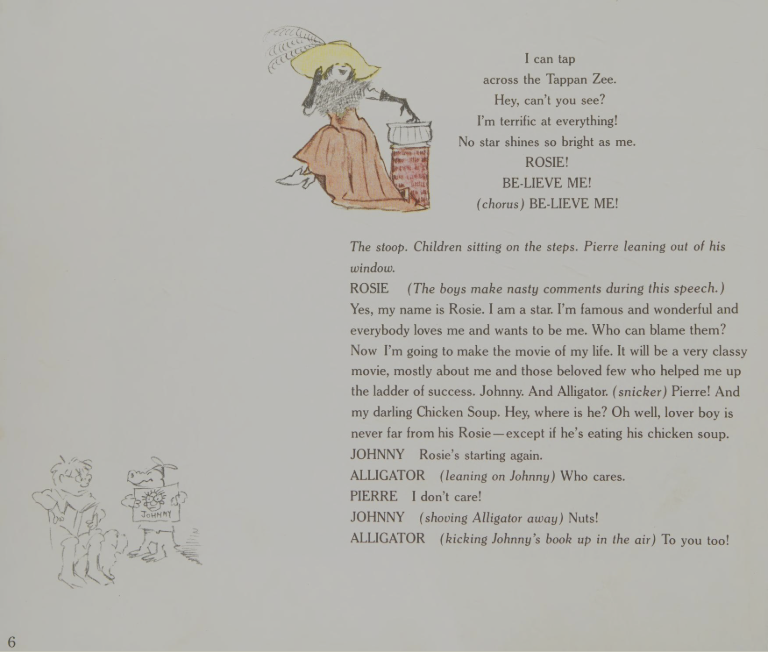 I can tap
across the Tappan Zee.
Hey, can't you see?
I'm terrific at everything!
No star shines so bright as me.
ROSIE!
BE-LIEVE ME!
(chorus) BE-LIEVE ME!
The stoop. Children sitting on the steps. Pierre leaning out of his
window.
ROSIE (The boys make nasty comments during this speech.)
Yes, my name is Rosie. I am a star. I'm famous and wonderful and
everybody loves me and wants to be me. Who can blame them?
Now I'm going to make the movie of my life. It will be a very classy
movie, mostly about me and those beloved few who helped me up
the ladder of success. Johnny. And Alligator. (snicker) Pierre! And
my darling Chicken Soup. Hey, where is he? Oh well, lover boy is
never far from his Rosie—except if he's eating his chicken soup.
JOHNNY Rosie's starting again.
ALLIGATOR (leaning on Johnny) Who cares.
PIERRE I don't care!
JOHNNY (shoving Alligator away) Nuts!
ALLIGATOR (kicking Johnny's book up in the air) To you too!
JOHNNY
6